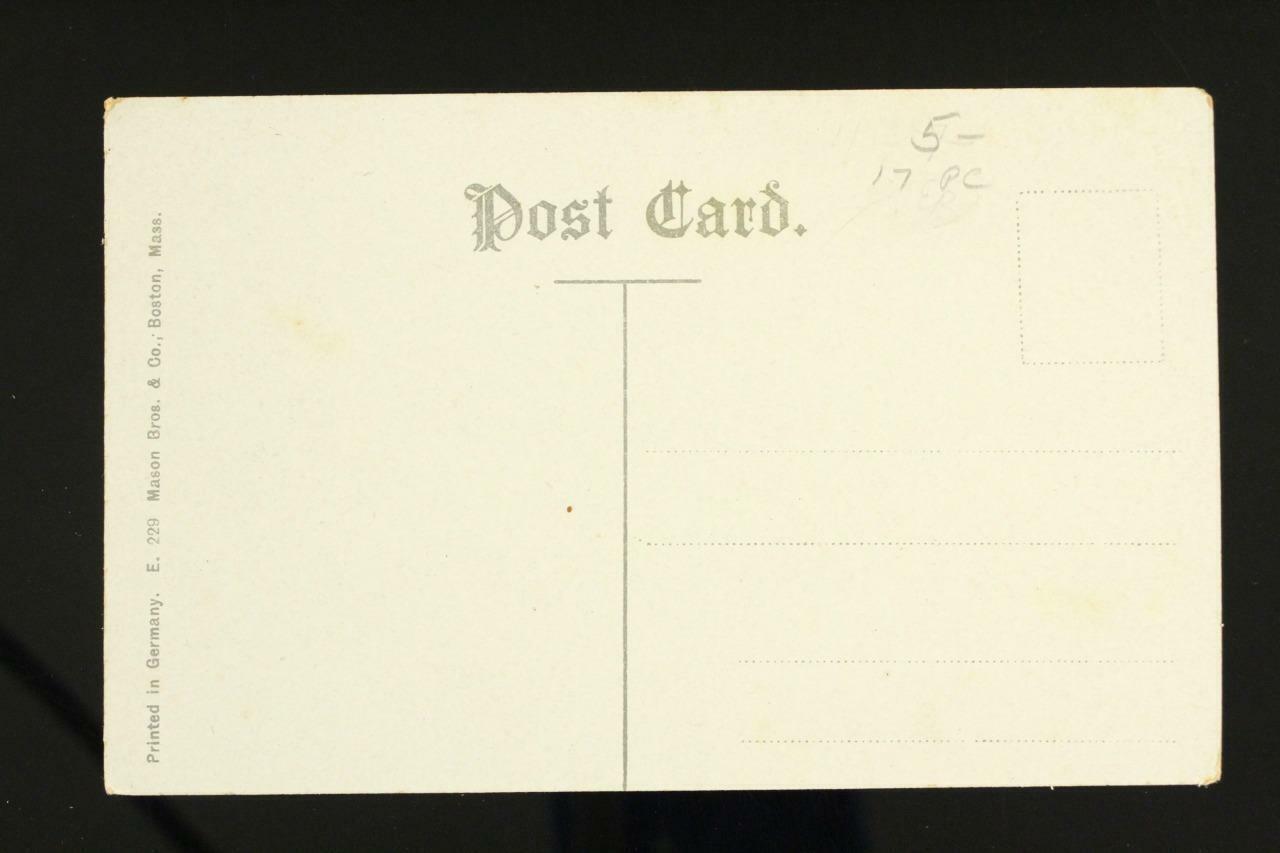 5-
17 PC
Post Card.
Printed in Germany. E. 229 Mason Bros. & Co., Boston, Mass.